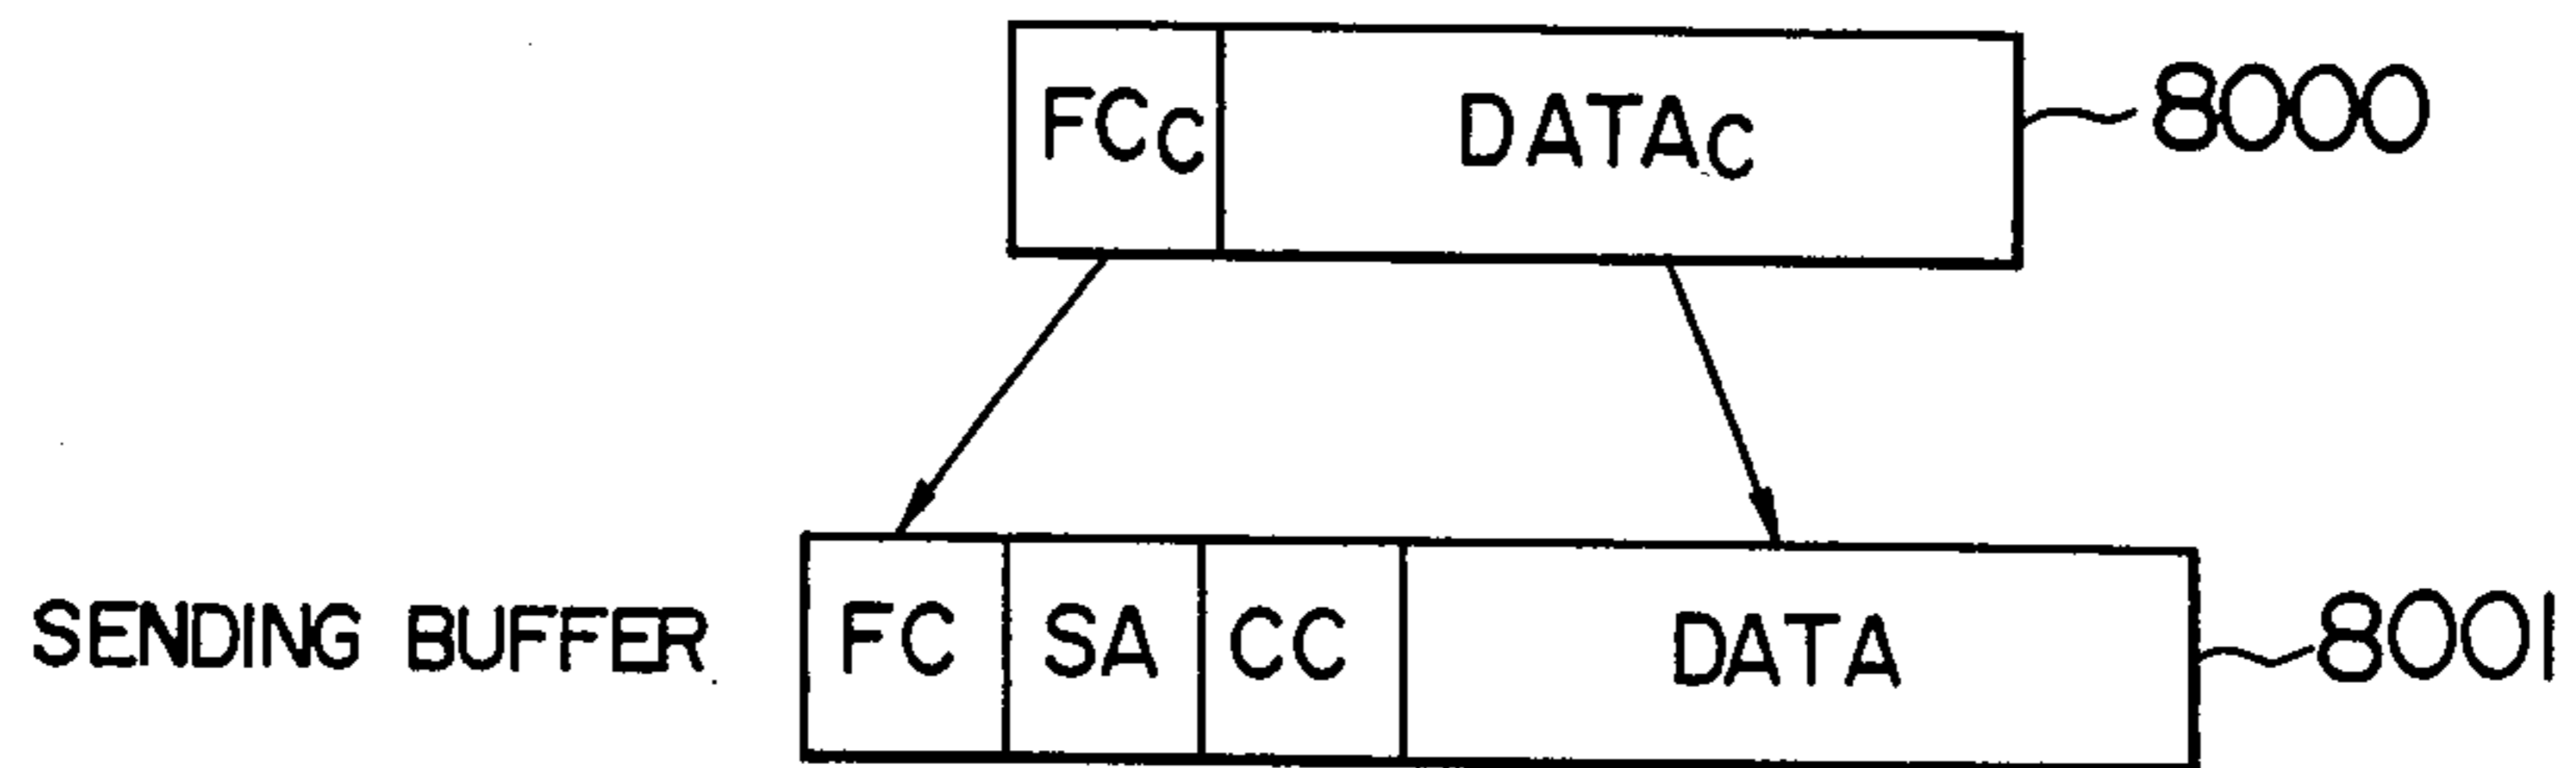 FCC DATAC 8000
SENDING BUFFER FC SA CC DATA 8001